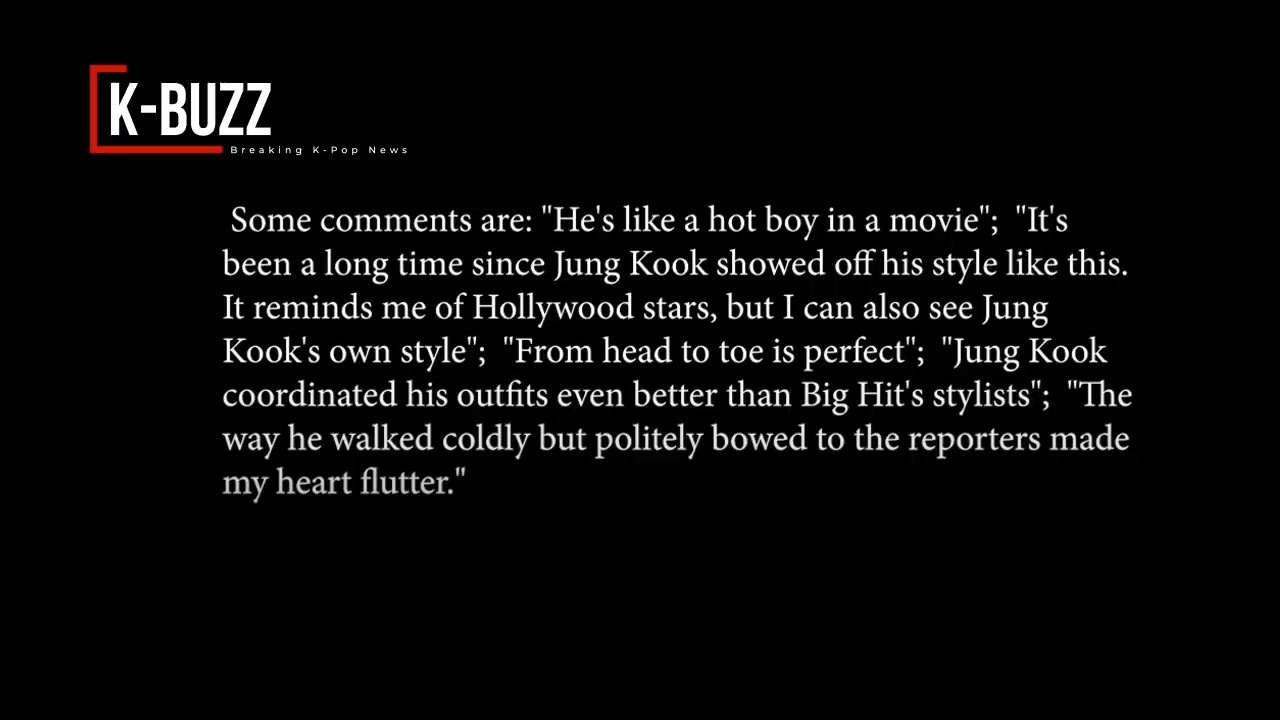 K-BUZZ
Breaking K-Pop News
Some comments are: "He's like a hot boy in a movie"; "It's
been a long time since Jung Kook showed off his style like this.
It reminds me of Hollywood stars, but I can also see Jung
Kook's own style"; "From head to toe is perfect"; "Jung Kook
coordinated his outfits even better than Big Hit's stylists"; "The
way he walked coldly but politely bowed to the reporters made
my heart flutter."